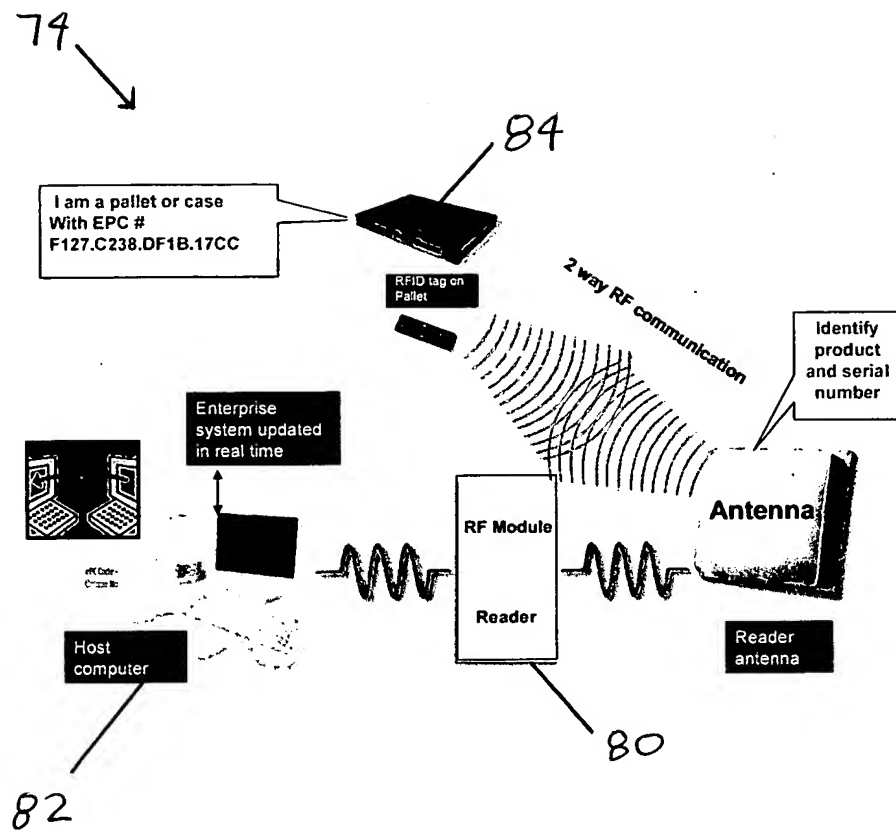 74
84
I am a pallet or case
With EPC #
F127.C238.DF1B.17CC
RFID tag on
Pallet
2 way RF communication
Identify
product
and serial
number
Enterprise
system updated
in real time
RF Module
Reader
Antenna
Host
computer
Reader
antenna
80
82